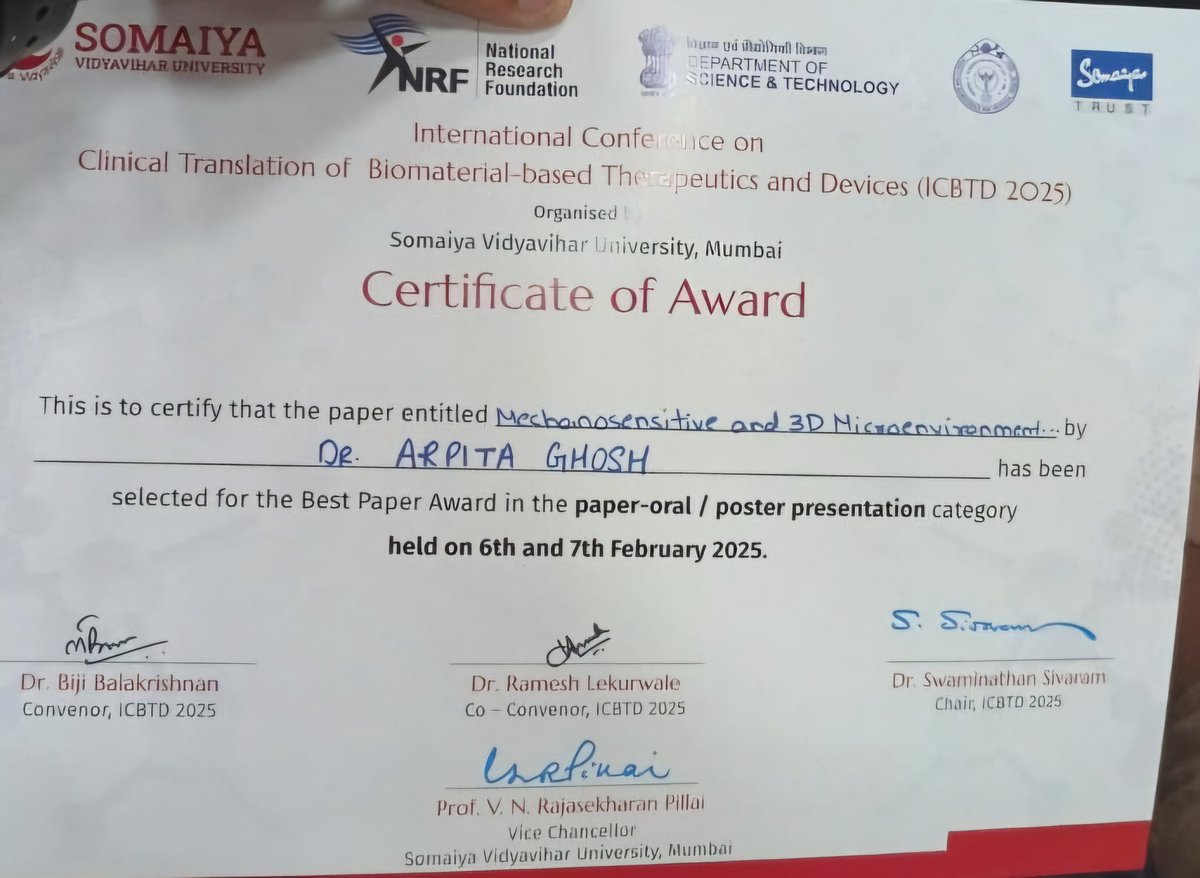 SOMAIYA
VIDYAVIHAR UNIVERSITY
NRF
National
Research
Foundation
विज्ञान एवं प्रौद्योगिकी विभाग
DEPARTMENT OF
SCIENCE & TECHNOLOGY
Somaiya
TRUST
International Conference on
Clinical Translation of Biomaterial-based Therapeutics and Devices (ICBTD 2025)
Organised
Somaiya Vidyavihar University, Mumbai
Certificate of Award
This is to certify that the paper entitled Mechanosensitive and 3D Microenvironment... by
DR. ARPITA GHOSH has been
selected for the Best Paper Award in the paper-oral / poster presentation category
held on 6th and 7th February 2025.
S. Sivaram
Dr. Biji Balakrishnan
Convenor, ICBTD 2025
Dr. Ramesh Lekurwale
Co – Convenor, ICBTD 2025
Dr. Swaminathan Sivaram
Chair, ICBTD 2025
Prof. V. N. Rajasekharan Pillai
Vice Chancellor
Somaiya Vidyavihar University, Mumbai